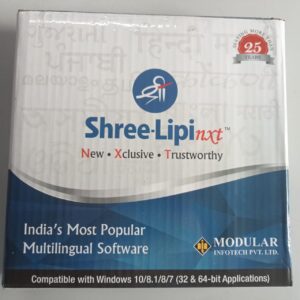 25
YEARS
श्री
Shree-Lipi nxt™
New • Xclusive • Trustworthy
India's Most Popular
Multilingual Software
MODULAR
INFOTECH PVT. LTD.
Compatible with Windows 10/8.1/8/7 (32 & 64-bit Applications)